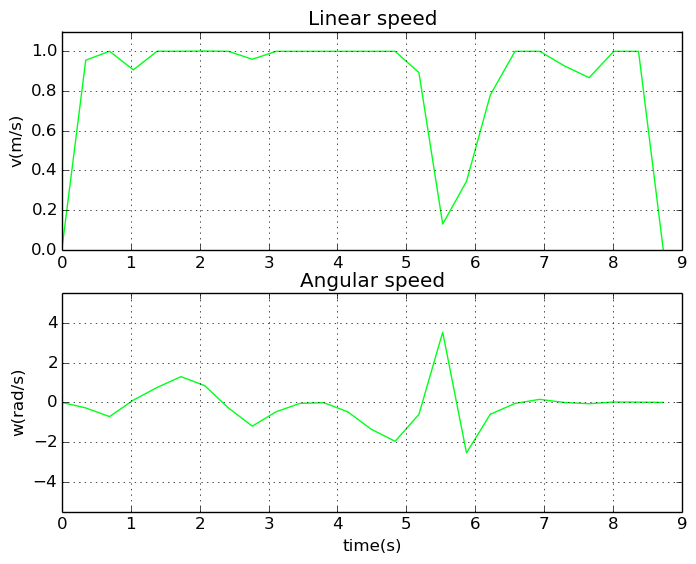 Linear speed
v(m/s)
1.0
0.8
0.6
0.4
0.2
0.0
0 1 2 3 4 5 6 7 8 9
Angular speed
w(rad/s)
4
2
0
−2
−4
0 1 2 3 4 5 6 7 8 9
time(s)